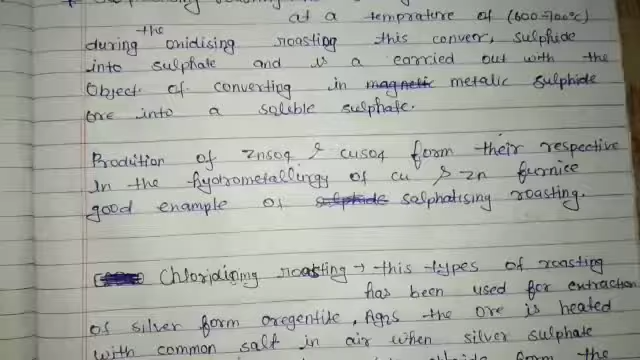 at a temprature of (600-700°c)
the
during oxidising roasting this conver, sulphide
into sulphate and is a carried out with the
Object of converting in magnetic metalic sulphide
ore into a soluble sulphate.
Prodution of ZnSO4 & CuSO4 form their respective
in the hydrometallurgy of cu & zn furnice
good example of sulphide salphatising roasting.
Chloridizing roasting → this types of roasting
has been used for extraction
of silver form oregentite, Ag2s the ore is heated
with common salt in air when silver sulphate
form the